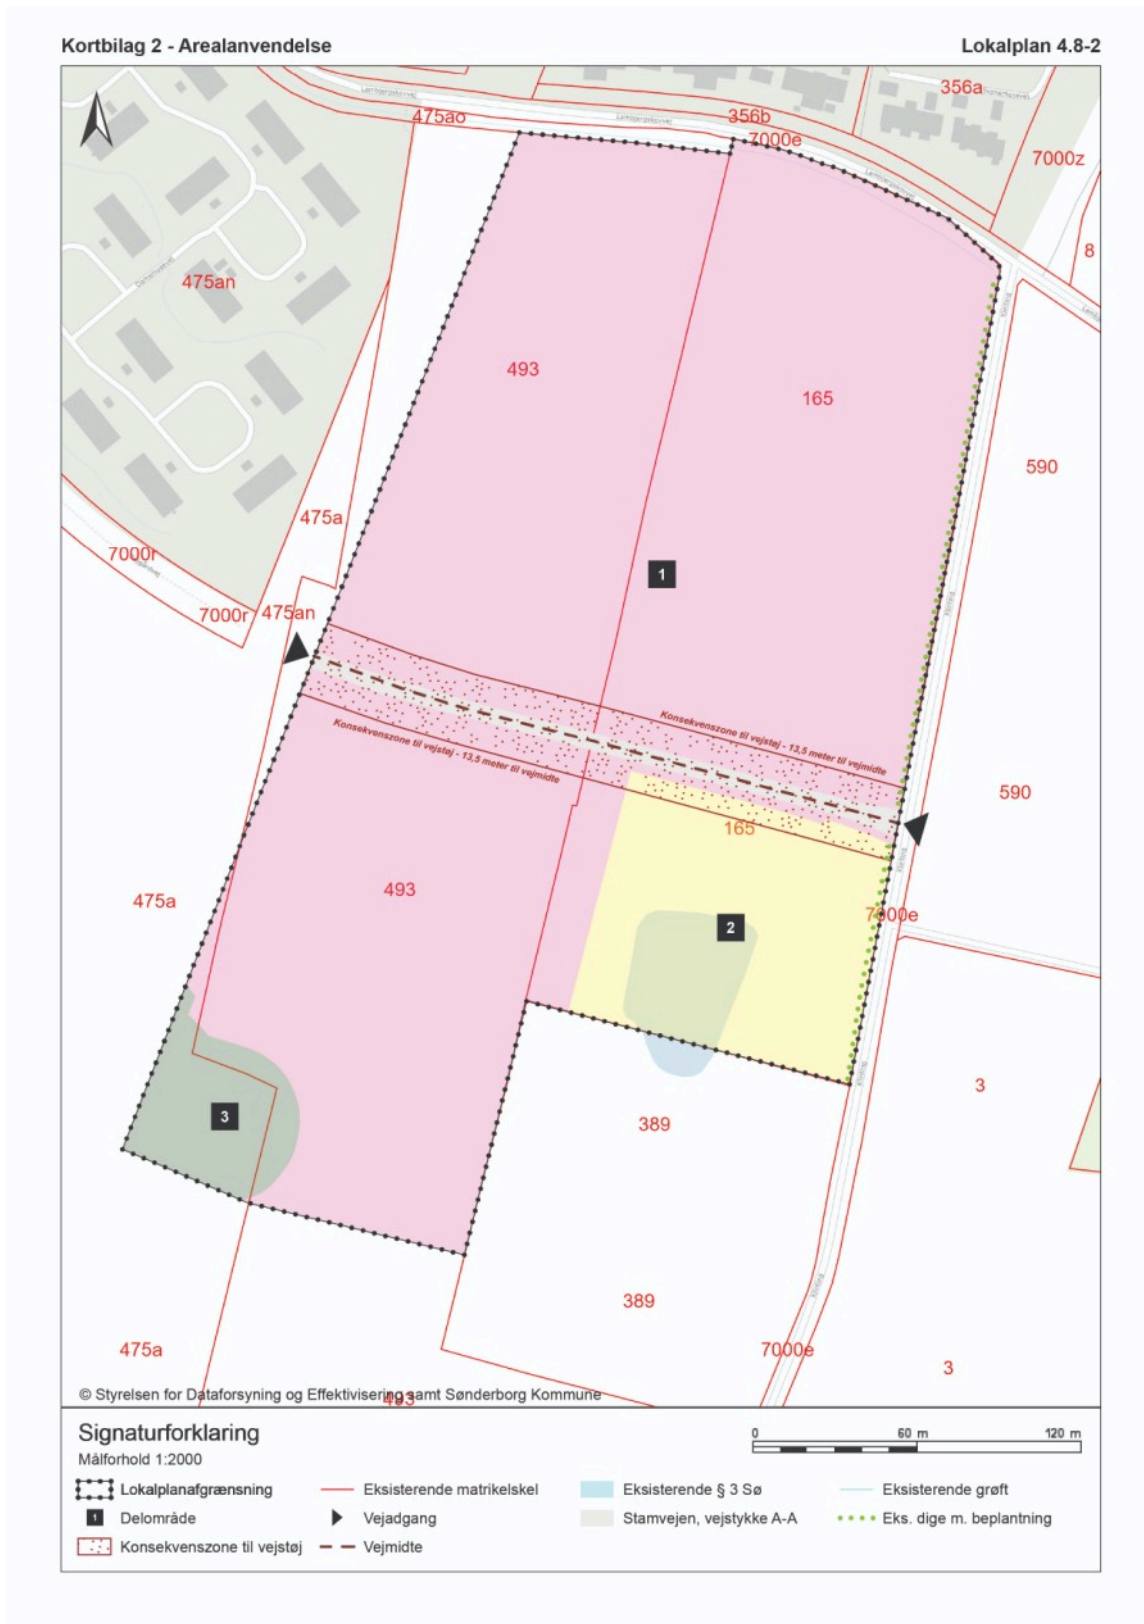 Kortbilag 2 - Arealanvendelse
Lokalplan 4.8-2
475ao
356b
7000e
356a
7000z
8
475an
493
165
590
475a
7000r
7000r
475an
1
Konsekvenszone til vejstøj - 13,5 meter til vejmidte
Konsekvenszone til vejstøj - 13,5 meter til vejmidte
590
165
493
475a
2
7000e
3
3
389
389
475a
7000e
3
493
© Styrelsen for Dataforsyning og Effektivisering samt Sønderborg Kommune
Signaturforklaring
Målforhold 1:2000
0 60 m 120 m
Lokalplanafgrænsning
Eksisterende matrikelskel
Eksisterende § 3 Sø
Eksisterende grøft
1 Delområde
Vejadgang
Stamvejen, vejstykke A-A
Eks. dige m. beplantning
Konsekvenszone til vejstøj
Vejmidte